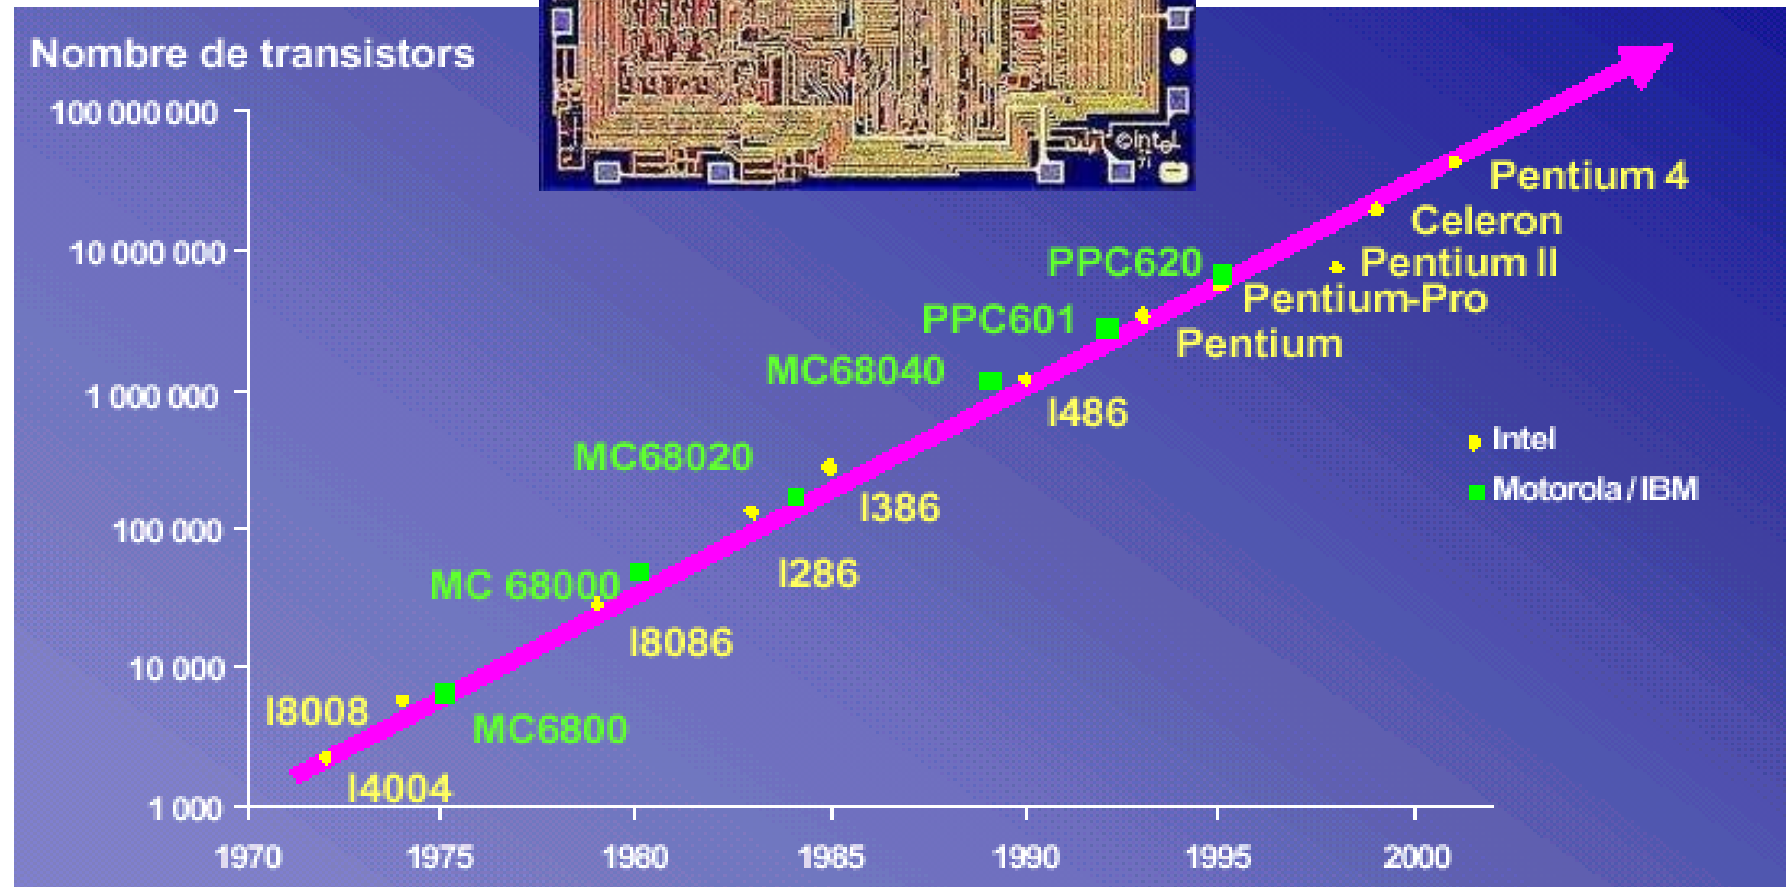 Nombre de transistors
©Intel
71
100 000 000
Pentium 4
Celeron
10 000 000
PPC620
Pentium II
Pentium-Pro
PPC601
Pentium
MC68040
1 000 000
I486
Intel
MC68020
Motorola / IBM
I386
100 000
I286
MC 68000
I8086
10 000
I8008
MC6800
I4004
1 000
1970 1975 1980 1985 1990 1995 2000